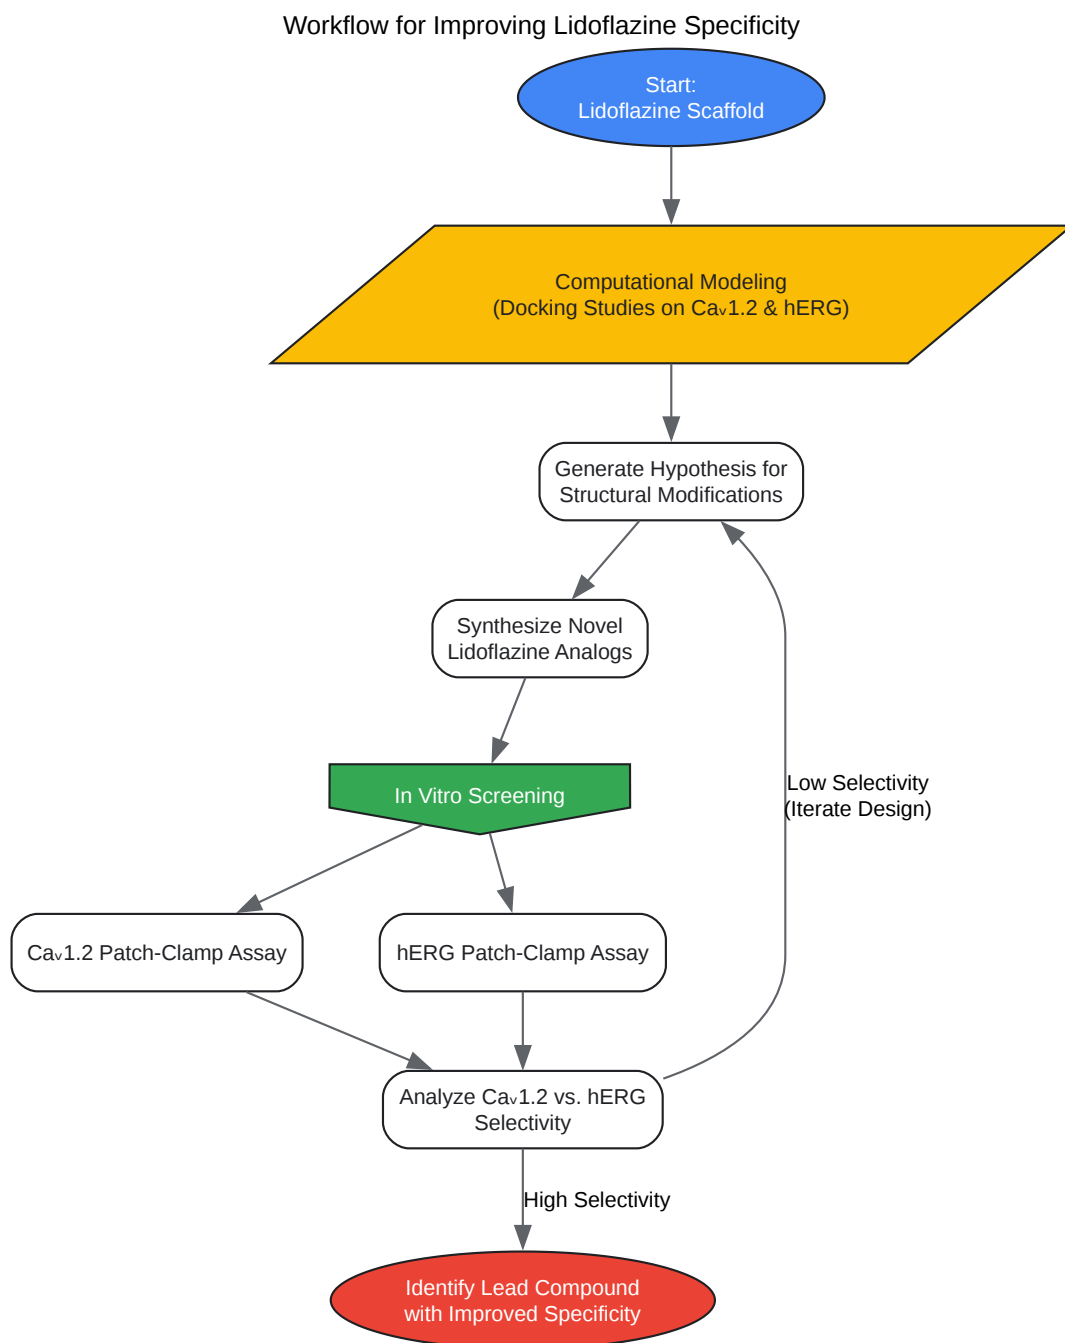 Workflow for Improving Lidoflazine Specificity
Start:
Lidoflazine Scaffold
Computational Modeling
(Docking Studies on Caᵥ1.2 & hERG)
Generate Hypothesis for
Structural Modifications
Synthesize Novel
Lidoflazine Analogs
In Vitro Screening
Low Selectivity
(Iterate Design)
Caᵥ1.2 Patch-Clamp Assay
hERG Patch-Clamp Assay
Analyze Caᵥ1.2 vs. hERG
Selectivity
High Selectivity
Identify Lead Compound
with Improved Specificity